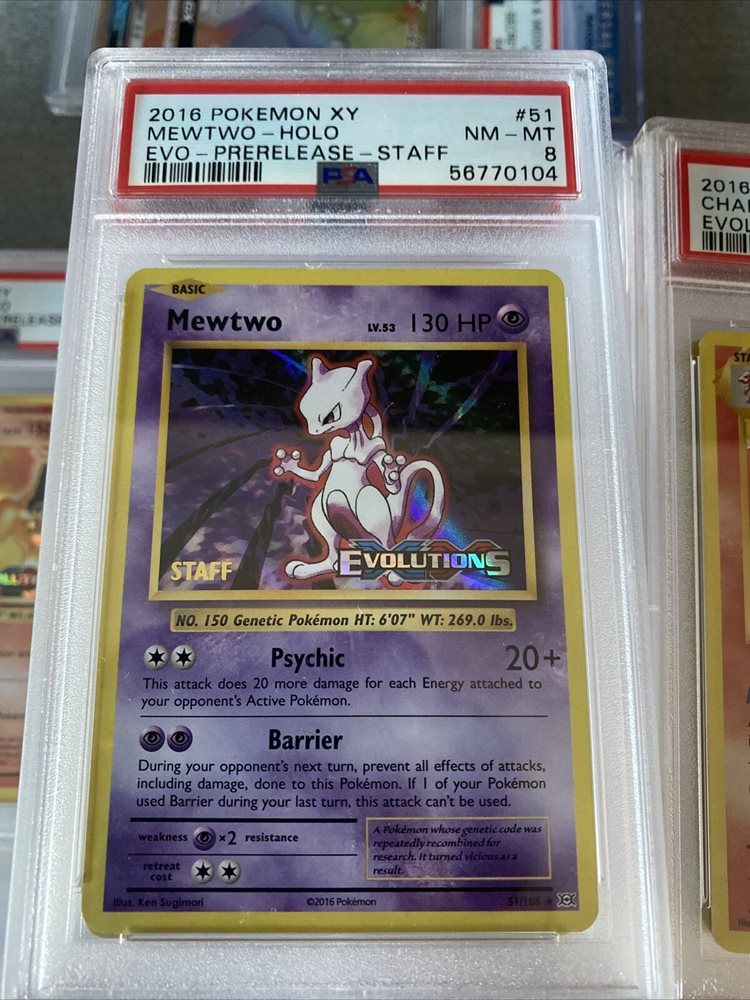 2016 POKEMON XY #51
MEWTWO-HOLO NM-MT
EVO-PRERELEASE-STAFF 8
PSA 56770104
BASIC
Mewtwo LV.53 130 HP
STAFF EVOLUTIONS
NO. 150 Genetic Pokémon HT: 6'07" WT: 269.0 lbs.
Psychic 20+
This attack does 20 more damage for each Energy attached to
your opponent's Active Pokémon.
Barrier
During your opponent's next turn, prevent all effects of attacks,
including damage, done to this Pokémon. If 1 of your Pokémon
used Barrier during your last turn, this attack can't be used.
weakness ×2 resistance
retreat
cost
A Pokémon whose genetic code was
repeatedly recombined for
research. It turned vicious as a
result.
Illus. Ken Sugimori ©2016 Pokémon 51/108
2016